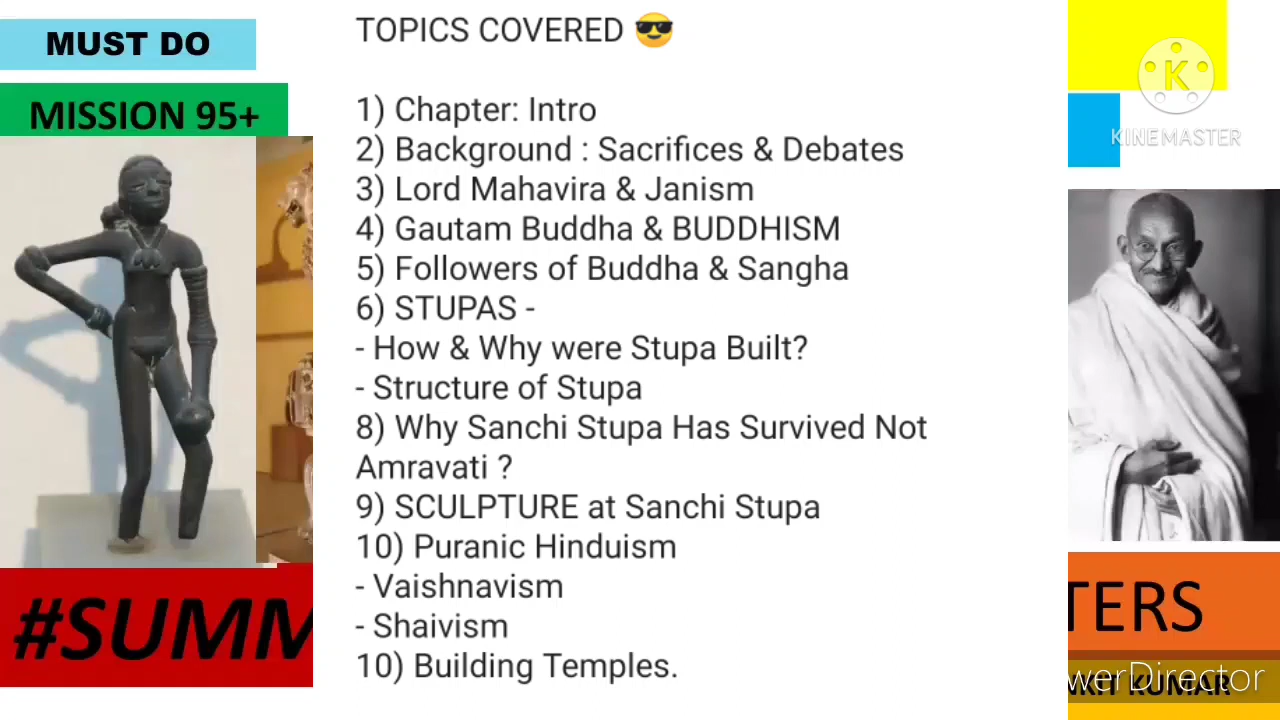 MUST DO
MISSION 95+
TOPICS COVERED 😎
1) Chapter: Intro
2) Background : Sacrifices & Debates
3) Lord Mahavira & Janism
4) Gautam Buddha & BUDDHISM
5) Followers of Buddha & Sangha
6) STUPAS -
- How & Why were Stupa Built?
- Structure of Stupa
8) Why Sanchi Stupa Has Survived Not
Amravati ?
9) SCULPTURE at Sanchi Stupa
10) Puranic Hinduism
- Vaishnavism
- Shaivism
10) Building Temples.
#SUMM
K
KINEMASTER
TERS
werDirector
NKIT KUMAR